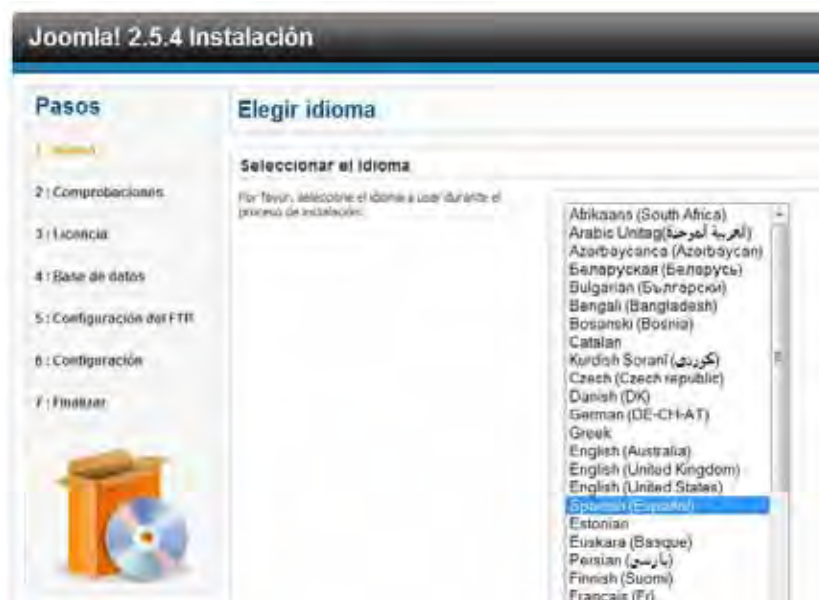 Joomla! 2.5.4 Instalación
Pasos
1 : Idioma
2 : Comprobaciones
3 : Licencia
4 : Base de datos
5 : Configuración del FTP
6 : Configuración
7 : Finalizar
Elegir idioma
Seleccionar el idioma
Por favor, seleccione el idioma a usar durante el
proceso de instalación:
Afrikaans (South Africa)
Arabic Unitag (العربية الموحدة)
Azərbaycanca (Azərbaycan)
Беларуская (Беларусь)
Bulgarian (Български)
Bengali (Bangladesh)
Bosanski (Bosnia)
Catalan
Kurdish Soranî (کوردی)
Czech (Czech republic)
Danish (DK)
German (DE-CH-AT)
Greek
English (Australia)
English (United Kingdom)
English (United States)
Spanish (Español)
Estonian
Euskara (Basque)
Persian (پارسی)
Finnish (Suomi)
Français (Fr)